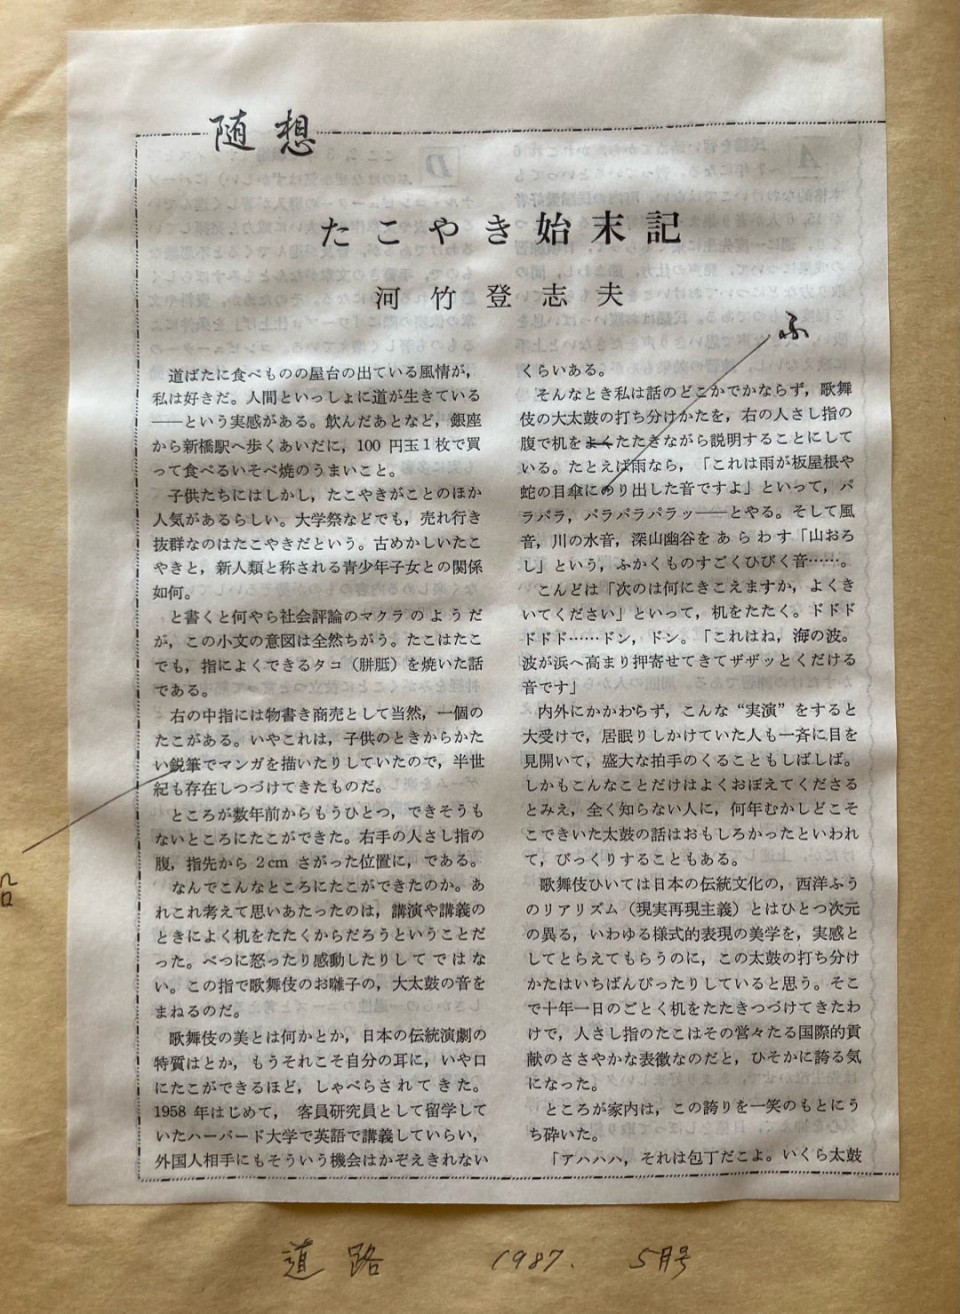 随想
たこやき始末記
河竹登志夫
ふ
道ばたに食べものの屋台の出ている風情が，
私は好きだ。人間といっしょに道が生きている
――という実感がある。飲んだあとなど，銀座
から新橋駅へ歩くあいだに，100 円玉1枚で買
って食べるいそべ焼のうまいこと。
子供たちにはしかし，たこやきがことのほか
人気があるらしい。大学祭などでも，売れ行き
抜群なのはたこやきだという。古めかしいたこ
やきと，新人類と称される青少年子女との関係
如何。
と書くと何やら社会評論のマクラのようだ
が，この小文の意図は全然ちがう。たこはたこ
でも，指によくできるタコ（胼胝）を焼いた話
である。
右の中指には物書き商売として当然，一個の
たこがある。いやこれは，子供のときからかた
い鋭筆でマンガを描いたりしていたので，半世
紀も存在しつづけてきたものだ。
ところが数年前からもうひとつ，できそうも
ないところにたこができた。右手の人さし指の
腹，指先から 2cm さがった位置に，である。
なんでこんなところにたこができたのか。あ
れこれ考えて思いあたったのは，講演や講義の
ときによく机をたたくからだろうということだ
った。べつに怒ったり感動したりしてではな
い。この指で歌舞伎のお囃子の，大太鼓の音を
まねるのだ。
歌舞伎の美とは何かとか，日本の伝統演劇の
特質はとか，もうそれこそ自分の耳に，いや口
にたこができるほど，しゃべらされてきた。
1958 年はじめて，客員研究員として留学して
いたハーバード大学で英語で講義していらい，
外国人相手にもそういう機会はかぞえきれない
くらいある。
そんなとき私は話のどこかでかならず，歌舞
伎の大太鼓の打ち分けかたを，右の人さし指の
腹で机をよくたたきながら説明することにして
いる。たとえば雨なら，「これは雨が板屋根や
蛇の目傘にのり出した音ですよ」といって，パ
ラパラ，パラパラパラッ――とやる。そして風
音，川の水音，深山幽谷をあらわす「山おろ
し」という，ふかくものすごくひびく音……。
こんどは「次のは何にきこえますか，よくき
いてください」といって，机をたたく。ドドド
ドドド……ドン，ドン。「これはね，海の波。
波が浜へ高まり押寄せてきてザザッとくだける
音です」
内外にかかわらず，こんな“実演”をすると
大受けで，居眠りしかけていた人も一斉に目を
見開いて，盛大な拍手のくることもしばしば。
しかもこんなことだけはよくおぼえてくださる
とみえ，全く知らない人に，何年むかしどこそ
こできいた太鼓の話はおもしろかったといわれ
て，びっくりすることもある。
歌舞伎ひいては日本の伝統文化の，西洋ふう
のリアリズム（現実再現主義）とはひとつ次元
の異る，いわゆる様式的表現の美学を，実感と
してとらえてもらうのに，この太鼓の打ち分け
かたはいちばんぴったりしていると思う。そこ
で十年一日のごとく机をたたきつづけてきたわ
けで，人さし指のたこはその営々たる国際的貢
献のささやかな表徴なのだと，ひそかに誇る気
になった。
ところが家内は，この誇りを一笑のもとにう
ち砕いた。
「アハハハ，それは包丁だこよ。いくら太鼓
道路 1987. 5月号